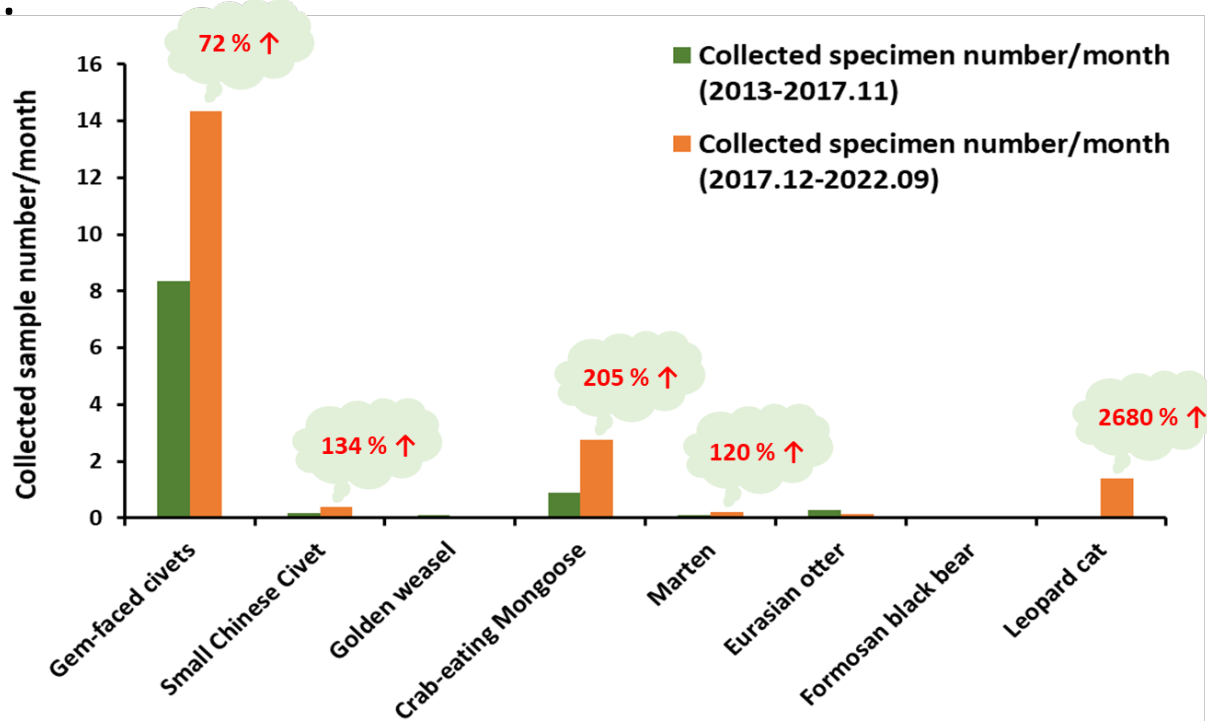 72 % ↑
Collected specimen number/month
(2013-2017.11)
Collected specimen number/month
(2017.12-2022.09)
Collected sample number/month
16
14
12
10
8
6
4
2
0
134 % ↑
205 % ↑
120 % ↑
2680 % ↑
Gem-faced civets
Small Chinese Civet
Golden weasel
Crab-eating Mongoose
Marten
Eurasian otter
Formosan black bear
Leopard cat